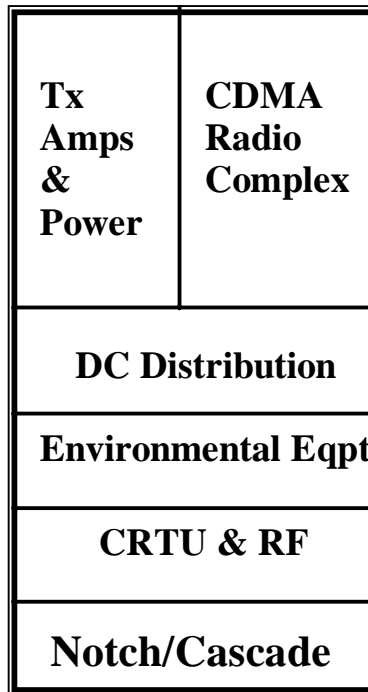 Tx
Amps
&
Power
CDMA
Radio
Complex
DC Distribution
Environmental Eqpt
CRTU & RF
Notch/Cascade